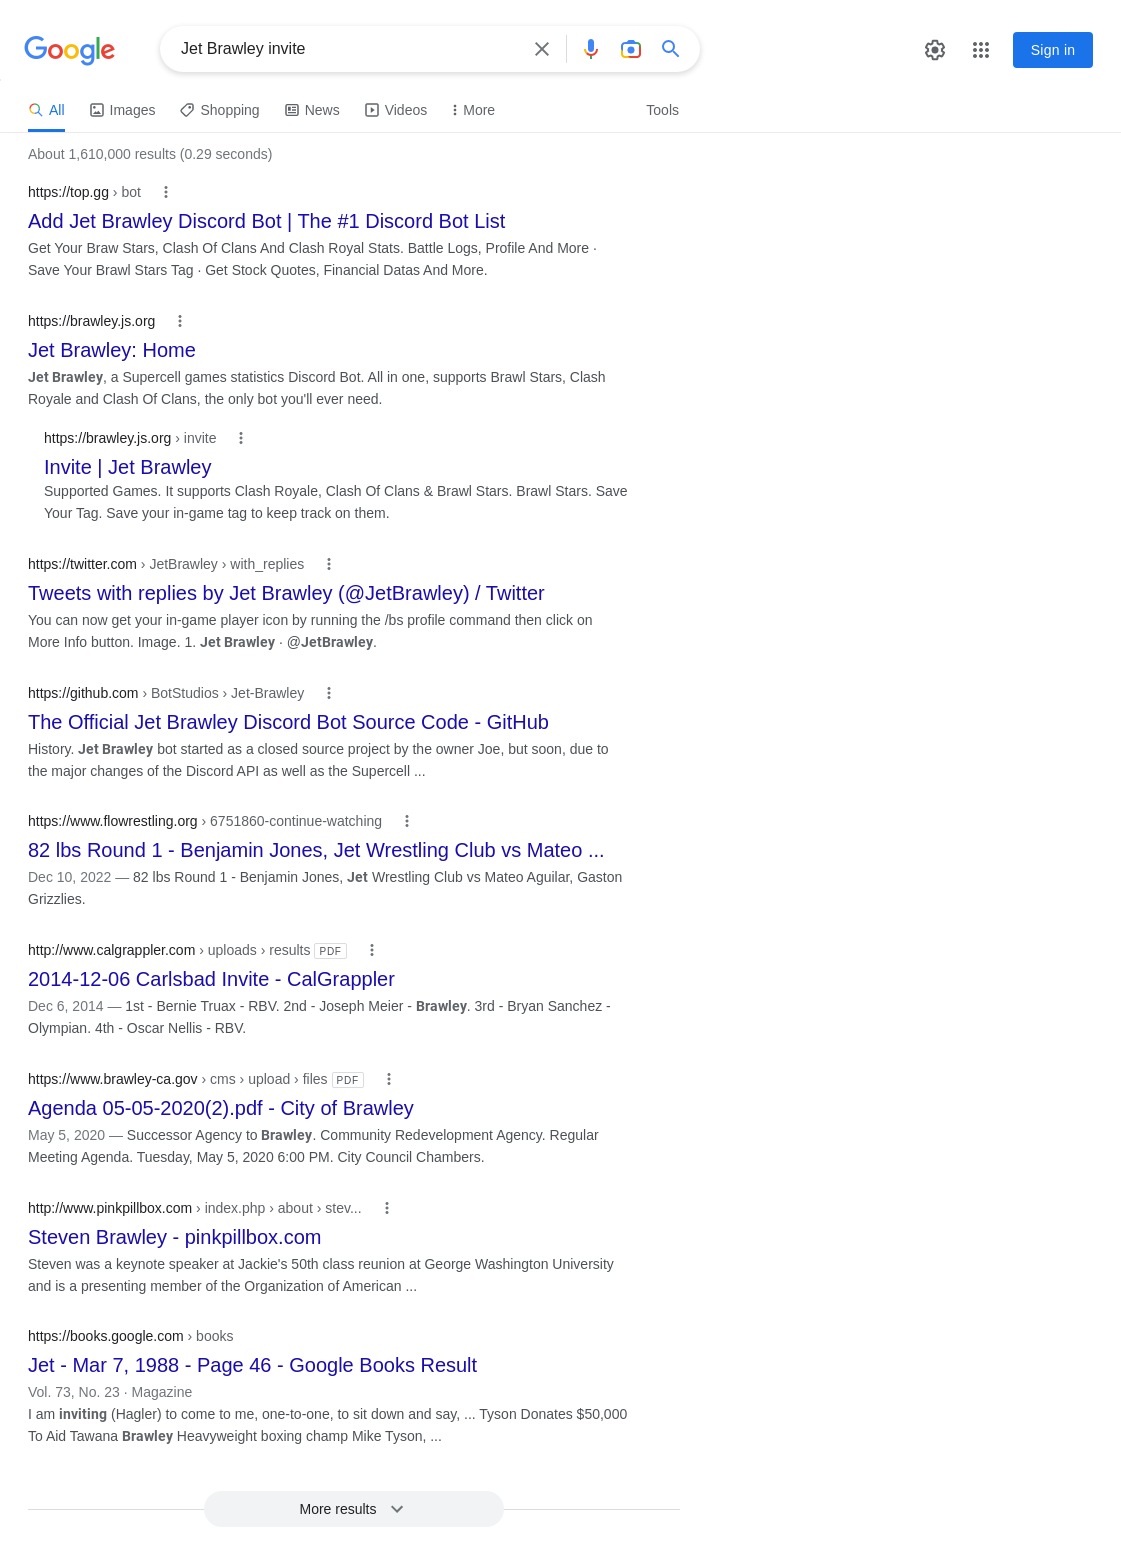 Google
Jet Brawley invite
Sign in
All
Images
Shopping
News
Videos
More
Tools
About 1,610,000 results (0.29 seconds)
https://top.gg › bot
Add Jet Brawley Discord Bot | The #1 Discord Bot List
Get Your Braw Stars, Clash Of Clans And Clash Royal Stats. Battle Logs, Profile And More ·
Save Your Brawl Stars Tag · Get Stock Quotes, Financial Datas And More.
https://brawley.js.org
Jet Brawley: Home
Jet Brawley, a Supercell games statistics Discord Bot. All in one, supports Brawl Stars, Clash
Royale and Clash Of Clans, the only bot you'll ever need.
https://brawley.js.org › invite
Invite | Jet Brawley
Supported Games. It supports Clash Royale, Clash Of Clans & Brawl Stars. Brawl Stars. Save
Your Tag. Save your in-game tag to keep track on them.
https://twitter.com › JetBrawley › with_replies
Tweets with replies by Jet Brawley (@JetBrawley) / Twitter
You can now get your in-game player icon by running the /bs profile command then click on
More Info button. Image. 1. Jet Brawley · @JetBrawley.
https://github.com › BotStudios › Jet-Brawley
The Official Jet Brawley Discord Bot Source Code - GitHub
History. Jet Brawley bot started as a closed source project by the owner Joe, but soon, due to
the major changes of the Discord API as well as the Supercell ...
https://www.flowrestling.org › 6751860-continue-watching
82 lbs Round 1 - Benjamin Jones, Jet Wrestling Club vs Mateo ...
Dec 10, 2022 — 82 lbs Round 1 - Benjamin Jones, Jet Wrestling Club vs Mateo Aguilar, Gaston
Grizzlies.
http://www.calgrappler.com › uploads › results PDF
2014-12-06 Carlsbad Invite - CalGrappler
Dec 6, 2014 — 1st - Bernie Truax - RBV. 2nd - Joseph Meier - Brawley. 3rd - Bryan Sanchez -
Olympian. 4th - Oscar Nellis - RBV.
https://www.brawley-ca.gov › cms › upload › files PDF
Agenda 05-05-2020(2).pdf - City of Brawley
May 5, 2020 — Successor Agency to Brawley. Community Redevelopment Agency. Regular
Meeting Agenda. Tuesday, May 5, 2020 6:00 PM. City Council Chambers.
http://www.pinkpillbox.com › index.php › about › stev...
Steven Brawley - pinkpillbox.com
Steven was a keynote speaker at Jackie's 50th class reunion at George Washington University
and is a presenting member of the Organization of American ...
https://books.google.com › books
Jet - Mar 7, 1988 - Page 46 - Google Books Result
Vol. 73, No. 23 · Magazine
I am inviting (Hagler) to come to me, one-to-one, to sit down and say, ... Tyson Donates $50,000
To Aid Tawana Brawley Heavyweight boxing champ Mike Tyson, ...
More results